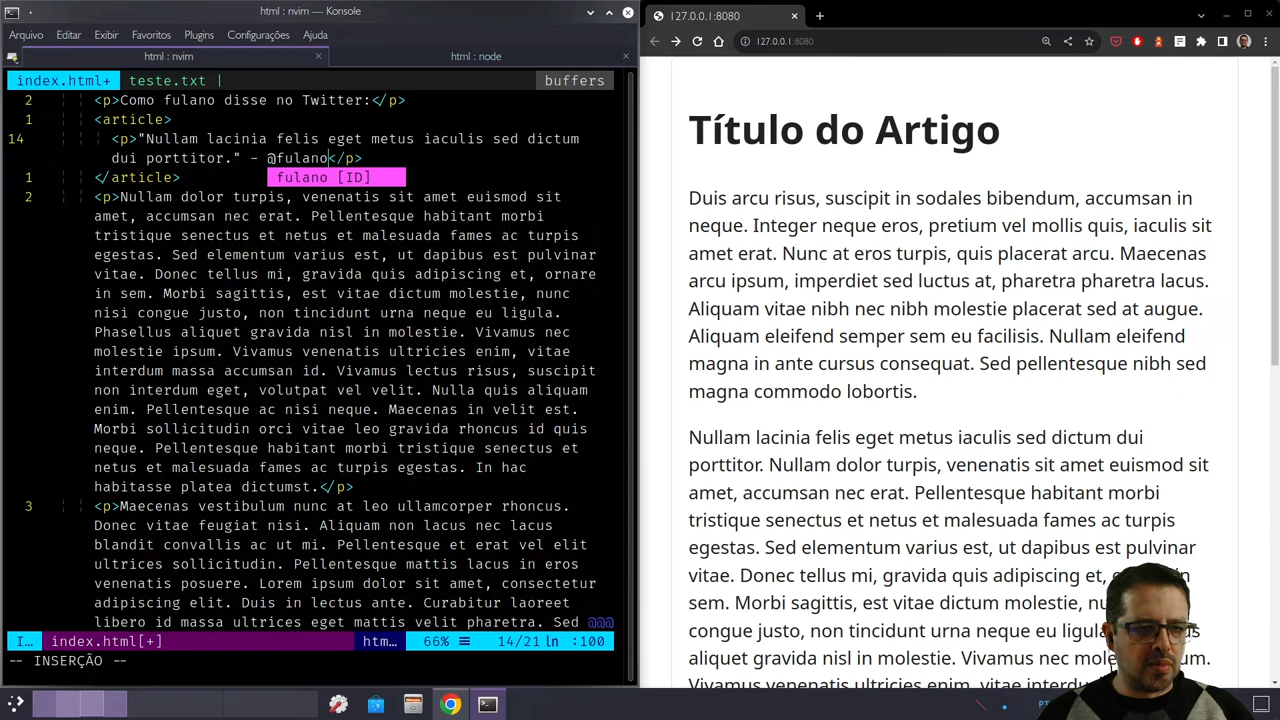 html : nvim — Konsole
Arquivo Editar Exibir Favoritos Plugins Configurações Ajuda
html : nvim
html : node
index.html+ teste.txt | buffers
2 <p>Como fulano disse no Twitter:</p>
1 <article>
14 <p>"Nullam lacinia felis eget metus iaculis sed dictum
dui porttitor." - @fulano</p>
fulano [ID]
1 </article>
2 <p>Nullam dolor turpis, venenatis sit amet euismod sit
amet, accumsan nec erat. Pellentesque habitant morbi
tristique senectus et netus et malesuada fames ac turpis
egestas. Sed elementum varius est, ut dapibus est pulvinar
vitae. Donec tellus mi, gravida quis adipiscing et, ornare
in sem. Morbi sagittis, est vitae dictum molestie, nunc
nisi congue justo, non tincidunt urna neque eu ligula.
Phasellus aliquet gravida nisl in molestie. Vivamus nec
molestie ipsum. Vivamus venenatis ultricies enim, vitae
interdum massa accumsan id. Vivamus lectus risus, suscipit
non interdum eget, volutpat vel velit. Nulla quis aliquam
enim. Pellentesque ac nisi neque. Maecenas in velit est.
Morbi sollicitudin orci vitae leo gravida rhoncus id quis
neque. Pellentesque habitant morbi tristique senectus et
netus et malesuada fames ac turpis egestas. In hac
habitasse platea dictumst.</p>
3 <p>Maecenas vestibulum nunc at leo ullamcorper rhoncus.
Donec vitae feugiat nisi. Aliquam non lacus nec lacus
blandit convallis ac ut mi. Pellentesque et erat vel elit
ultrices sollicitudin. Pellentesque mattis lacus in eros
venenatis posuere. Lorem ipsum dolor sit amet, consectetur
adipiscing elit. Duis in lectus ante. Curabitur laoreet
libero id massa ultrices eget mattis velit pharetra. Sed @@@
I… index.html[+] htm… 66% 14/21 ln :100
-- INSERÇÃO --
127.0.0.1:8080
127.0.0.1:8080
Título do Artigo
Duis arcu risus, suscipit in sodales bibendum, accumsan in
neque. Integer neque eros, pretium vel mollis quis, iaculis sit
amet erat. Nunc at eros turpis, quis placerat arcu. Maecenas
arcu ipsum, imperdiet sed luctus at, pharetra pharetra lacus.
Aliquam vitae nibh nec nibh molestie placerat sed at augue.
Aliquam eleifend semper sem eu facilisis. Nullam eleifend
magna in ante cursus consequat. Sed pellentesque nibh sed
magna commodo lobortis.
Nullam lacinia felis eget metus iaculis sed dictum dui
porttitor. Nullam dolor turpis, venenatis sit amet euismod sit
amet, accumsan nec erat. Pellentesque habitant morbi
tristique senectus et netus et malesuada fames ac turpis
egestas. Sed elementum varius est, ut dapibus est pulvinar
vitae. Donec tellus mi, gravida quis adipiscing et, in
sem. Morbi sagittis, est vitae dictum molestie,
congue justo, non tincidunt urna neque eu
aliquet gravida nisl in molestie. Vivamus nec
Vivamus venenatis ultricies enim, vitae